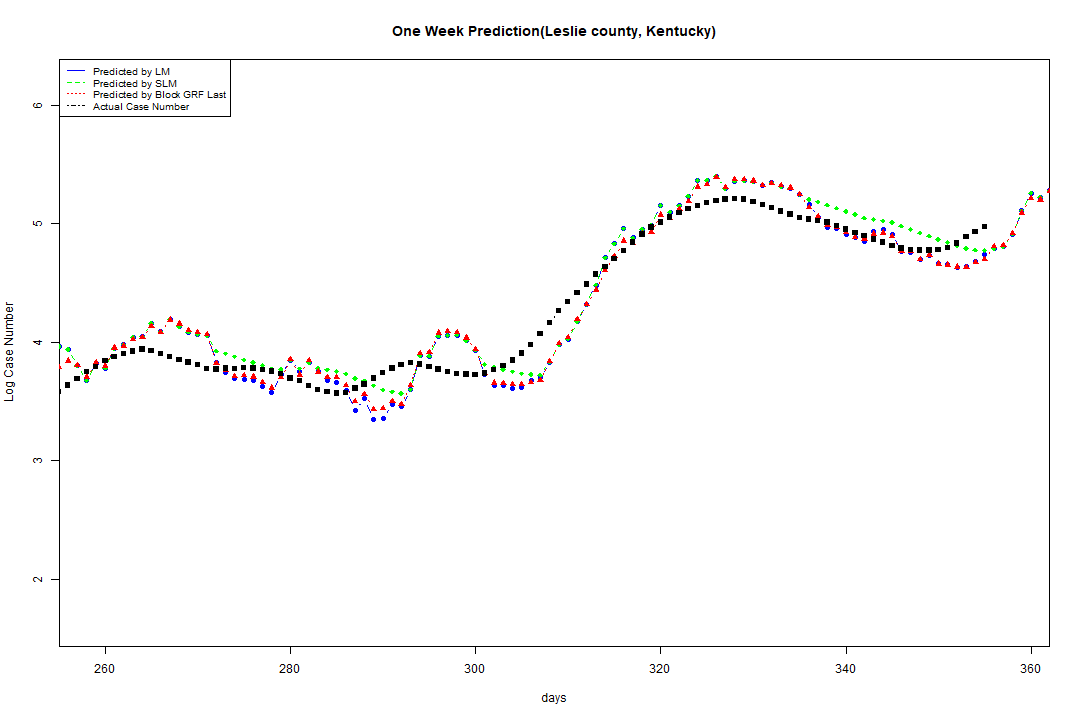 One Week Prediction(Leslie county, Kentucky)
Predicted by LM
Predicted by SLM
Predicted by Block GRF Last
Actual Case Number
6
5
4
3
2
Log Case Number
260 280 300 320 340 360
days